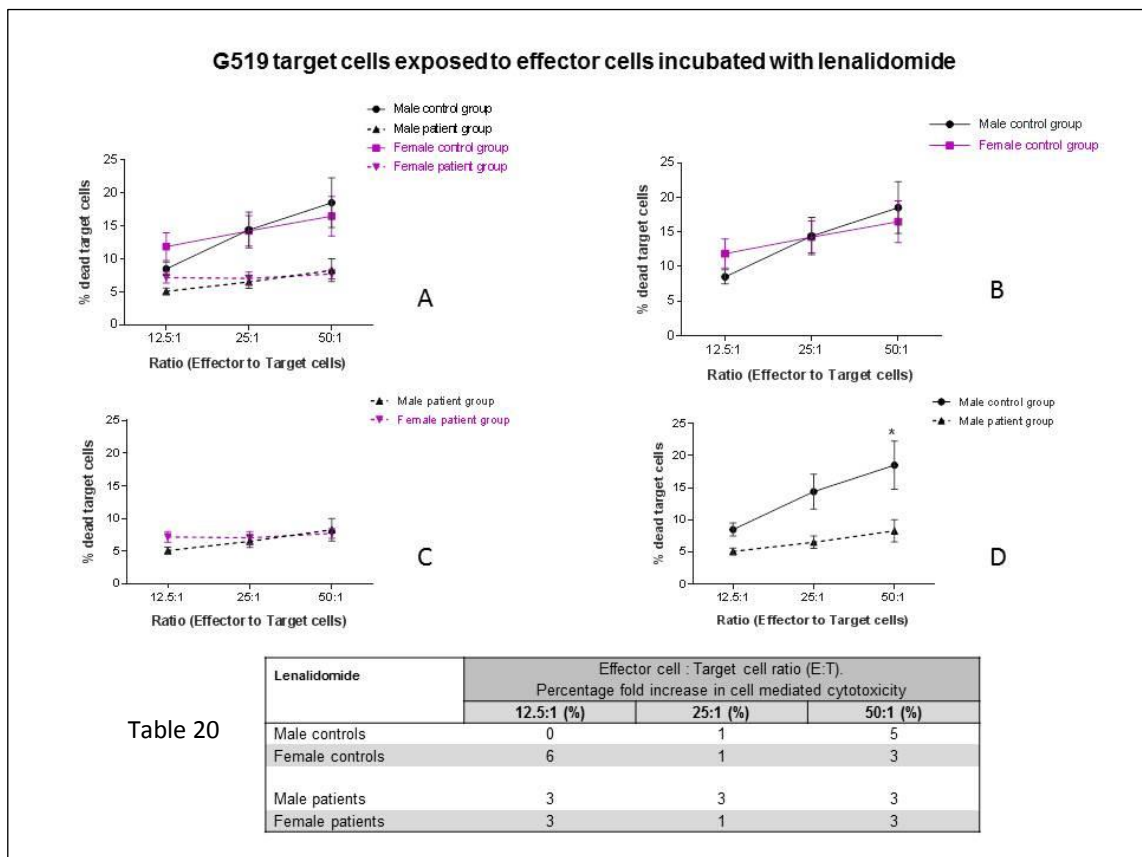 G519 target cells exposed to effector cells incubated with lenalidomide
Male control group
Male patient group
Female control group
Female patient group
% dead target cells
25
20
15
10
5
0
12.5:1 25:1 50:1
Ratio (Effector to Target cells)
A
Male control group
Female control group
% dead target cells
25
20
15
10
5
0
12.5:1 25:1 50:1
Ratio (Effector to Target cells)
B
Male patient group
Female patient group
% dead target cells
25
20
15
10
5
0
12.5:1 25:1 50:1
Ratio (Effector to Target cells)
C
Male control group
Male patient group
% dead target cells
25
20
15
10
5
0
*
12.5:1 25:1 50:1
Ratio (Effector to Target cells)
D
Table 20
Lenalidomide
Effector cell : Target cell ratio (E:T).
Percentage fold increase in cell mediated cytotoxicity
12.5:1 (%) 25:1 (%) 50:1 (%)
Male controls 0 1 5
Female controls 6 1 3
Male patients 3 3 3
Female patients 3 1 3